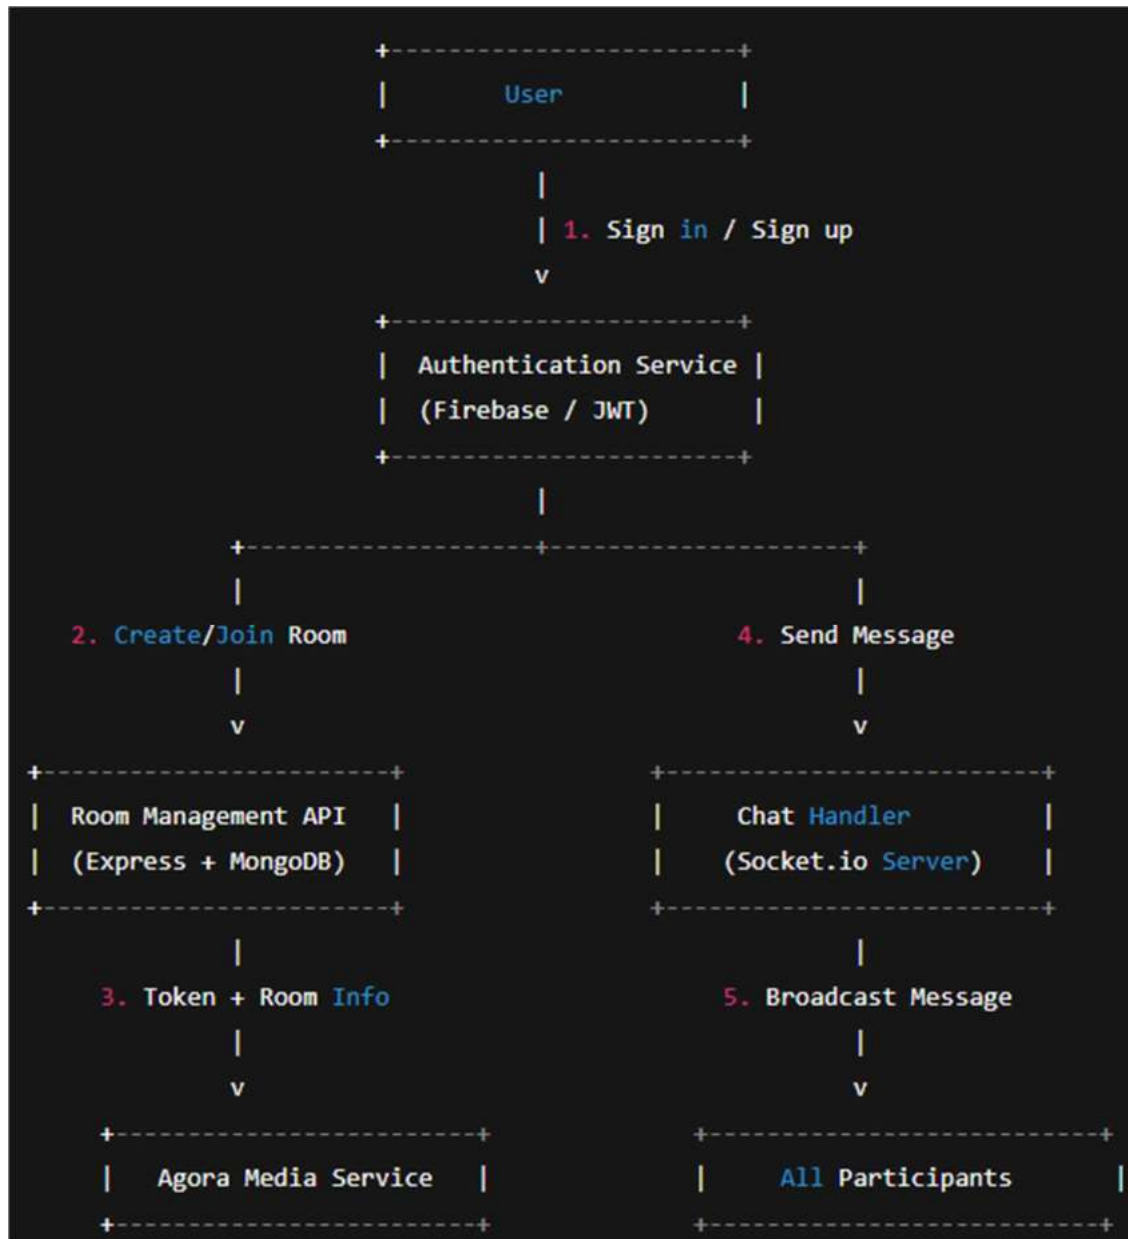 +------------------------+
|        User            |
+------------------------+
|
| 1. Sign in / Sign up
v
+------------------------+
|  Authentication Service |
|  (Firebase / JWT)       |
+------------------------+
|
+--------------------+---------------------+
|                                          |
2. Create/Join Room                           4. Send Message
|                                          |
v                                          v
+------------------------+                 +--------------------------+
|  Room Management API   |                 |     Chat Handler         |
|  (Express + MongoDB)   |                 |    (Socket.io Server)    |
+------------------------+                 +--------------------------+
|                                          |
3. Token + Room Info                       5. Broadcast Message
|                                          |
v                                          v
+-------------------------+              +---------------------------+
|   Agora Media Service   |              |     All Participants       |
+-------------------------+              +---------------------------+